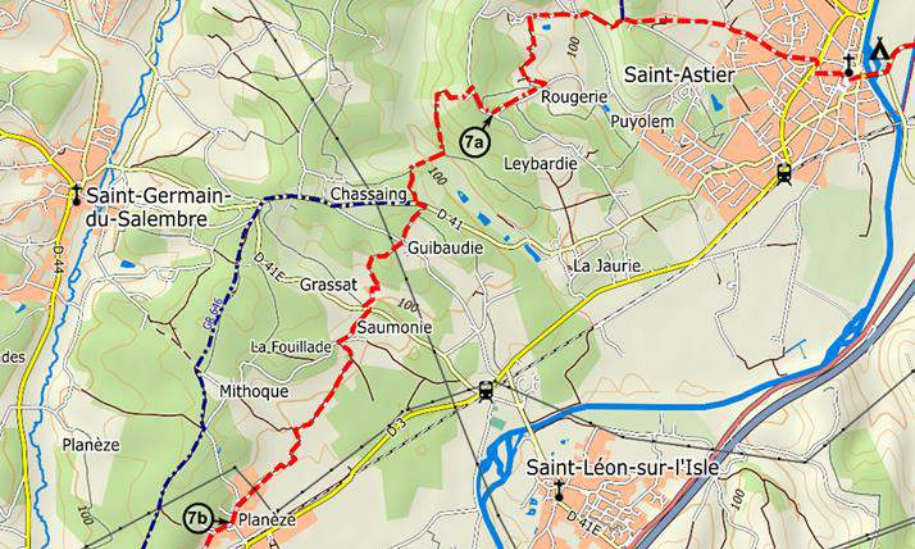 100
Saint-Astier
Rougerie
Puyolem
7a
Leybardie
100
Chassaing
Saint-Germain-
du-Salembre
D-41
Guibaudie
D-44
D-41E
La Jaurie
Grassat
100
GR 646
Saumonie
La Fouillade
des
Mithoque
D-3
Planèze
Saint-Léon-sur-l'Isle
100
100
7b
Planèze
D-41E